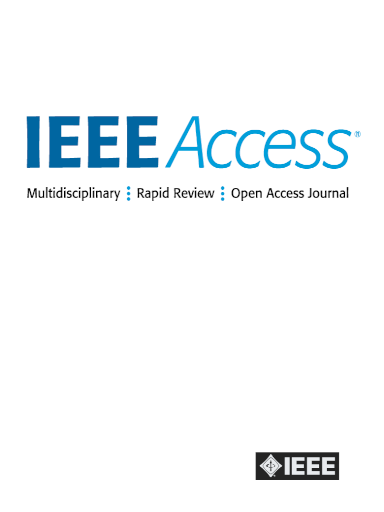 IEEE Access®
Multidisciplinary ⋮ Rapid Review ⋮ Open Access Journal
IEEE